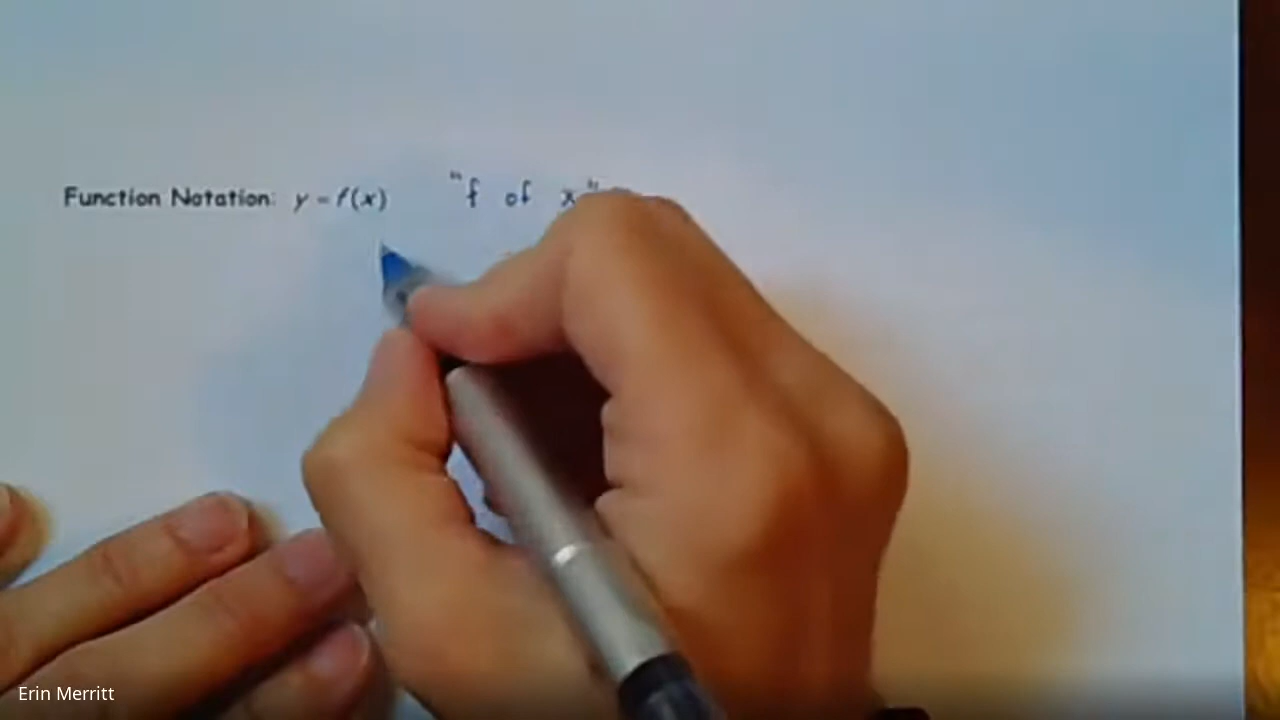 Function Notation: y = f(x) "f of x"
Erin Merritt